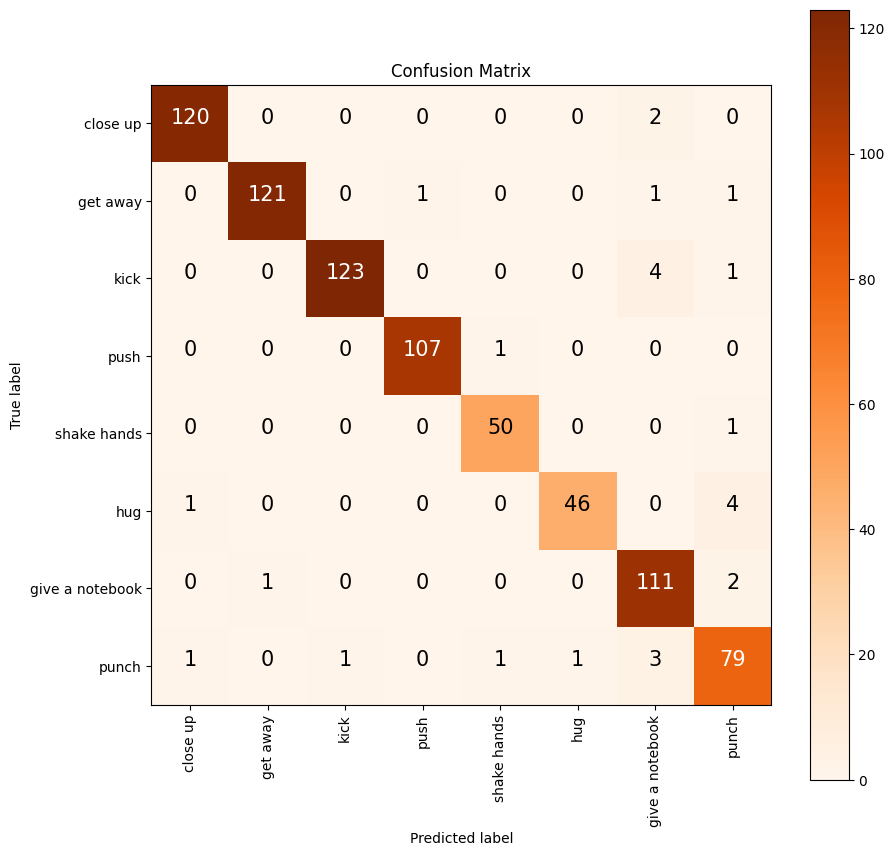 Confusion Matrix
close up 120 0 0 0 0 0 2 0
get away 0 121 0 1 0 0 1 1
kick 0 0 123 0 0 0 4 1
push 0 0 0 107 1 0 0 0
shake hands 0 0 0 0 50 0 0 1
hug 1 0 0 0 0 46 0 4
give a notebook 0 1 0 0 0 0 111 2
punch 1 0 1 0 1 1 3 79
close up get away kick push shake hands hug give a notebook punch
Predicted label
True label
120
100
80
60
40
20
0